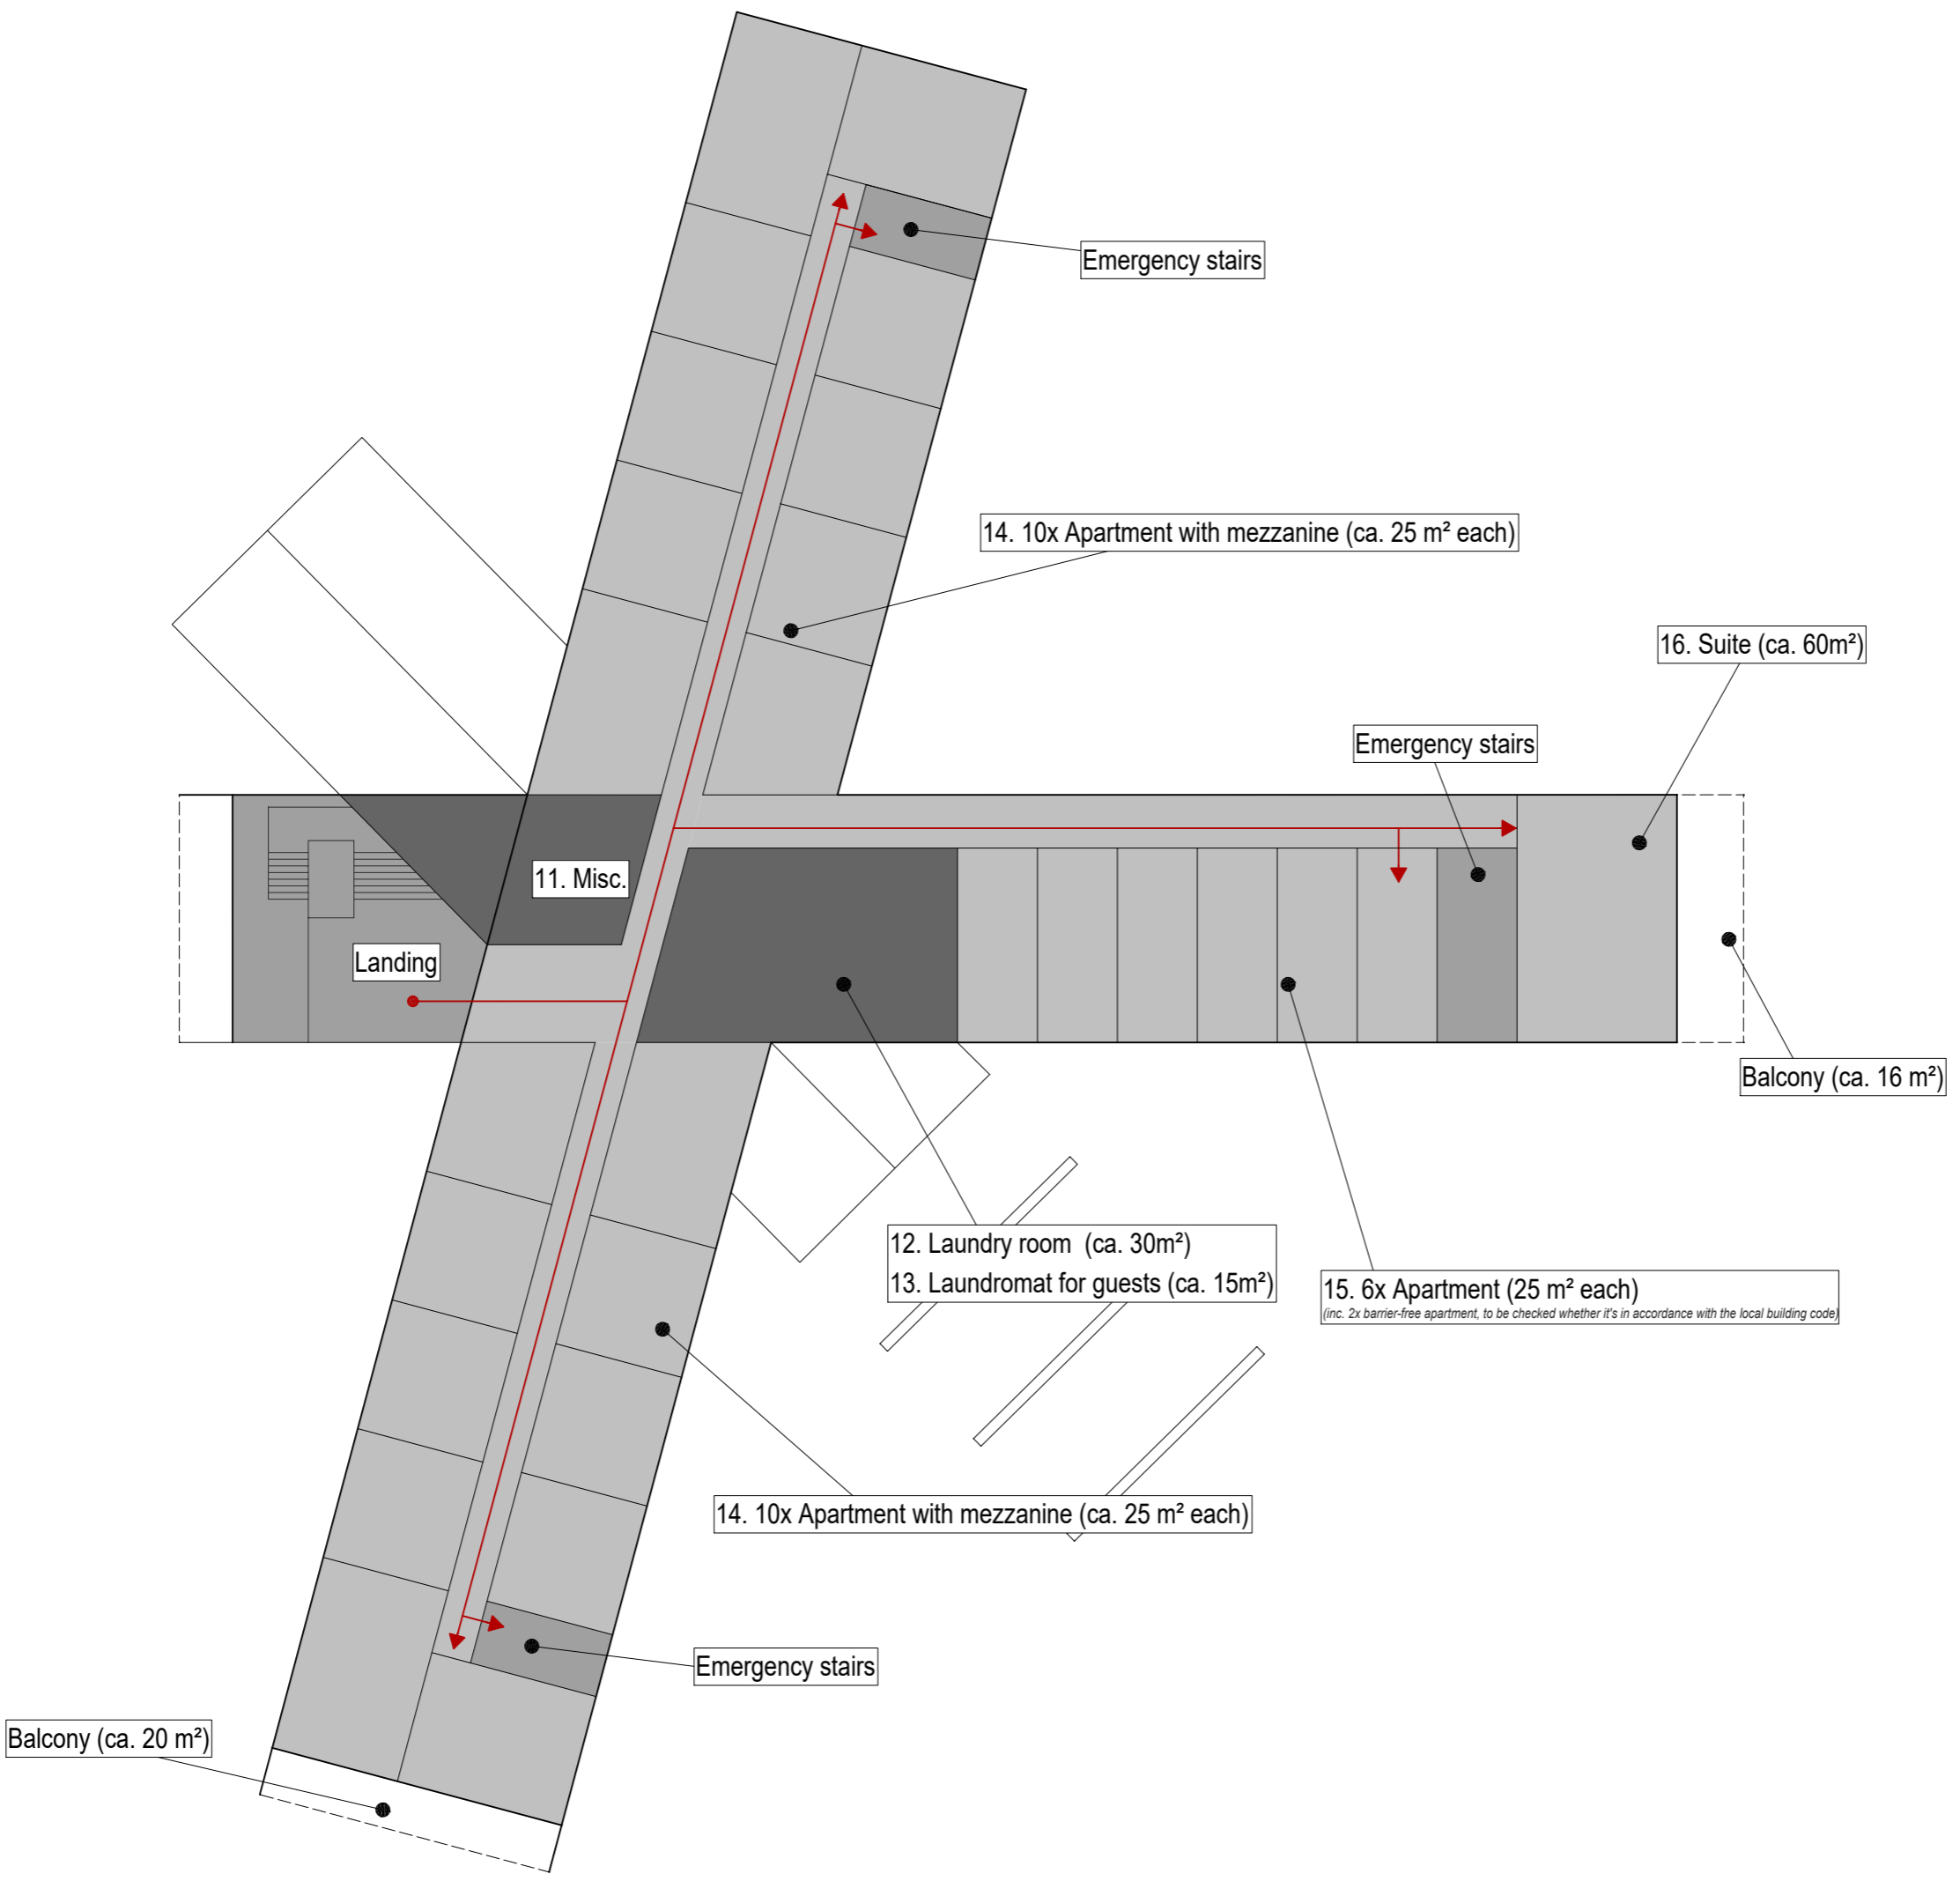 Emergency stairs
14. 10x Apartment with mezzanine (ca. 25 m² each)
16. Suite (ca. 60m²)
Emergency stairs
11. Misc.
Landing
Balcony (ca. 16 m²)
12. Laundry room (ca. 30m²)
13. Laundromat for guests (ca. 15m²)
15. 6x Apartment (25 m² each)
(inc. 2x barrier-free apartment, to be checked whether it's in accordance with the local building code)
14. 10x Apartment with mezzanine (ca. 25 m² each)
Emergency stairs
Balcony (ca. 20 m²)